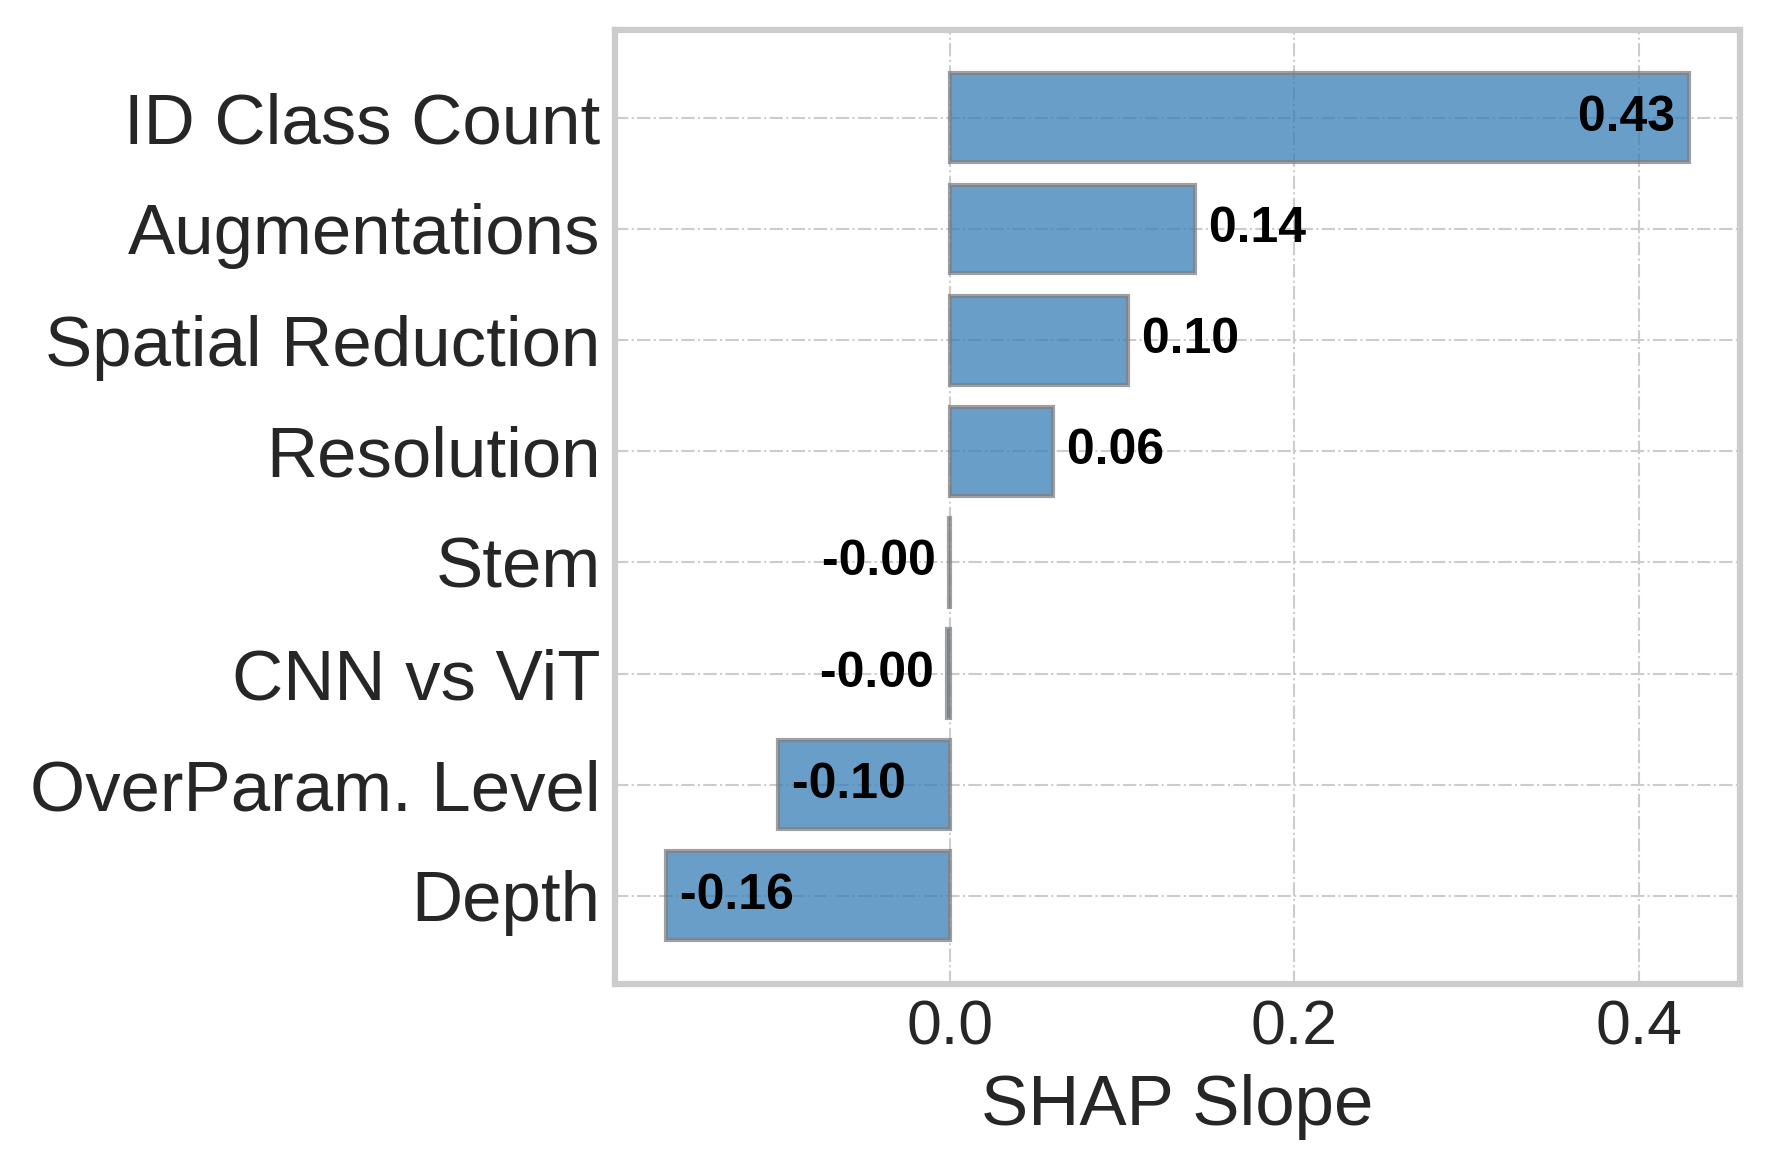 ID Class Count 0.43
Augmentations 0.14
Spatial Reduction 0.10
Resolution 0.06
Stem -0.00
CNN vs ViT -0.00
OverParam. Level -0.10
Depth -0.16
0.0 0.2 0.4
SHAP Slope